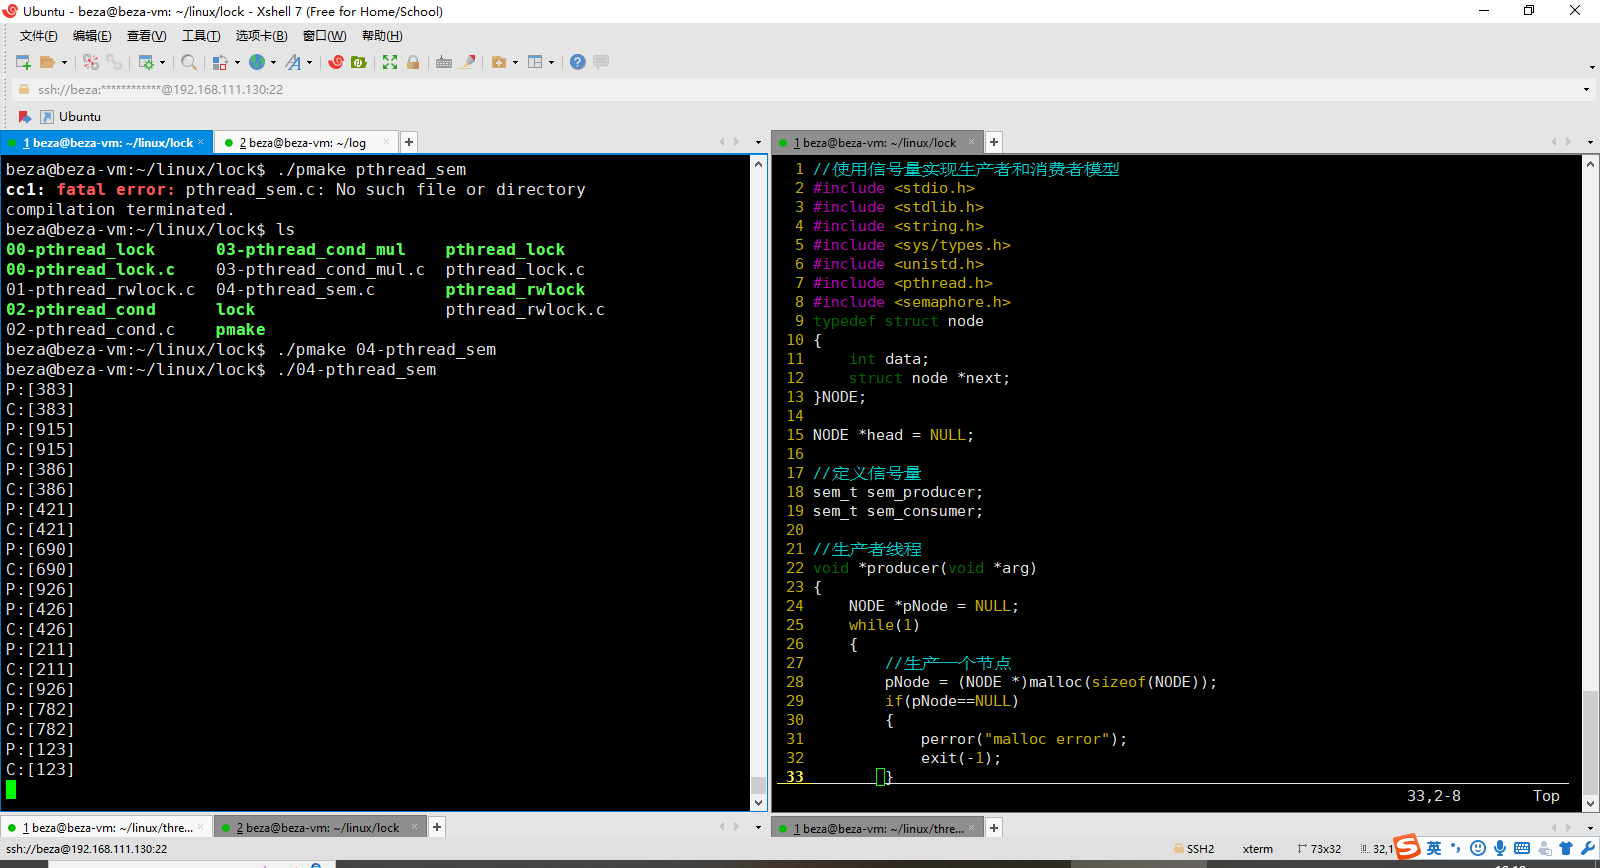 Ubuntu - beza@beza-vm: ~/linux/lock - Xshell 7 (Free for Home/School)
文件(F) 编辑(E) 查看(V) 工具(T) 选项卡(B) 窗口(W) 帮助(H)
ssh://beza:************@192.168.111.130:22
Ubuntu
1 beza@beza-vm: ~/linux/lock
2 beza@beza-vm: ~/log
beza@beza-vm:~/linux/lock$ ./pmake pthread_sem
cc1: fatal error: pthread_sem.c: No such file or directory
compilation terminated.
beza@beza-vm:~/linux/lock$ ls
00-pthread_lock 03-pthread_cond_mul pthread_lock
00-pthread_lock.c 03-pthread_cond_mul.c pthread_lock.c
01-pthread_rwlock.c 04-pthread_sem.c pthread_rwlock
02-pthread_cond lock pthread_rwlock.c
02-pthread_cond.c pmake
beza@beza-vm:~/linux/lock$ ./pmake 04-pthread_sem
beza@beza-vm:~/linux/lock$ ./04-pthread_sem
P:[383]
C:[383]
P:[915]
C:[915]
P:[386]
C:[386]
P:[421]
C:[421]
P:[690]
C:[690]
P:[926]
P:[426]
C:[426]
P:[211]
C:[211]
C:[926]
P:[782]
C:[782]
P:[123]
C:[123]
1 beza@beza-vm: ~/linux/thre...
2 beza@beza-vm: ~/linux/lock
1 beza@beza-vm: ~/linux/lock
1 //使用信号量实现生产者和消费者模型
2 #include <stdio.h>
3 #include <stdlib.h>
4 #include <string.h>
5 #include <sys/types.h>
6 #include <unistd.h>
7 #include <pthread.h>
8 #include <semaphore.h>
9 typedef struct node
10 {
11 int data;
12 struct node *next;
13 }NODE;
14
15 NODE *head = NULL;
16
17 //定义信号量
18 sem_t sem_producer;
19 sem_t sem_consumer;
20
21 //生产者线程
22 void *producer(void *arg)
23 {
24 NODE *pNode = NULL;
25 while(1)
26 {
27 //生产一个节点
28 pNode = (NODE *)malloc(sizeof(NODE));
29 if(pNode==NULL)
30 {
31 perror("malloc error");
32 exit(-1);
33 }
33,2-8 Top
1 beza@beza-vm: ~/linux/thre...
ssh://beza@192.168.111.130:22
SSH2 xterm 73x32 32,1
英